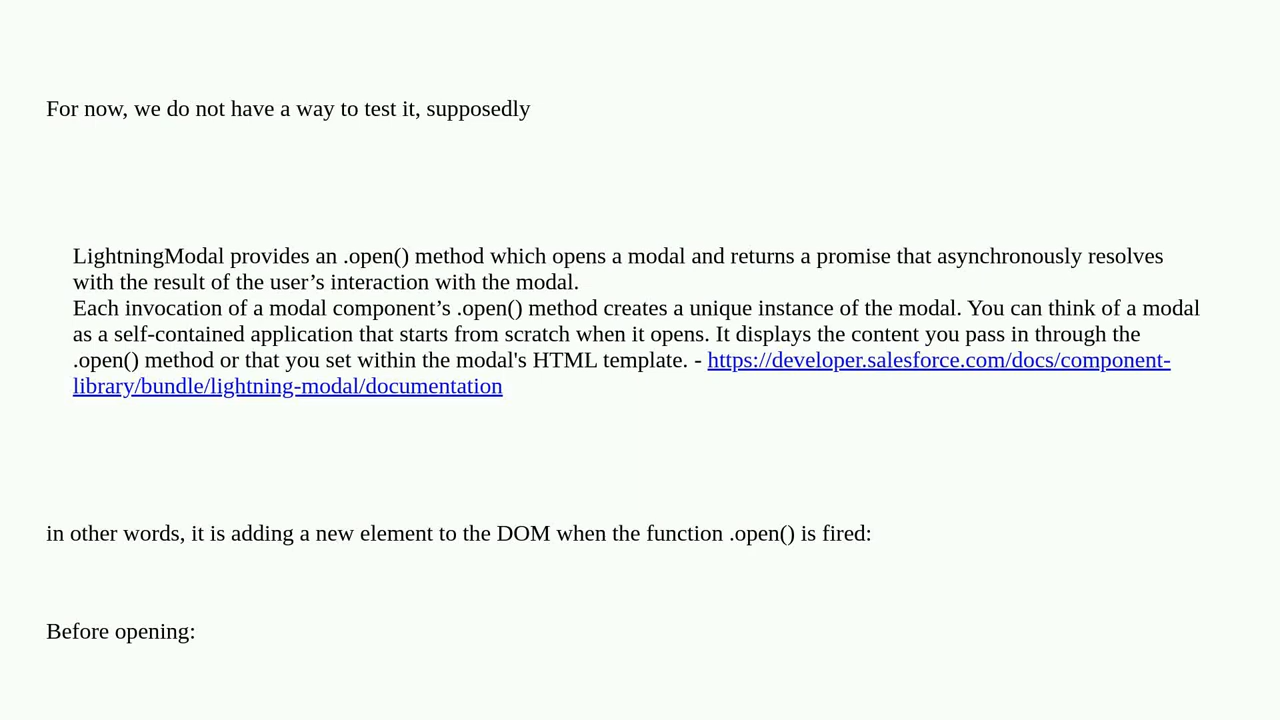 For now, we do not have a way to test it, supposedly
LightningModal provides an .open() method which opens a modal and returns a promise that asynchronously resolves
with the result of the user’s interaction with the modal.
Each invocation of a modal component’s .open() method creates a unique instance of the modal. You can think of a modal
as a self-contained application that starts from scratch when it opens. It displays the content you pass in through the
.open() method or that you set within the modal's HTML template. - https://developer.salesforce.com/docs/component-
library/bundle/lightning-modal/documentation
in other words, it is adding a new element to the DOM when the function .open() is fired:
Before opening: